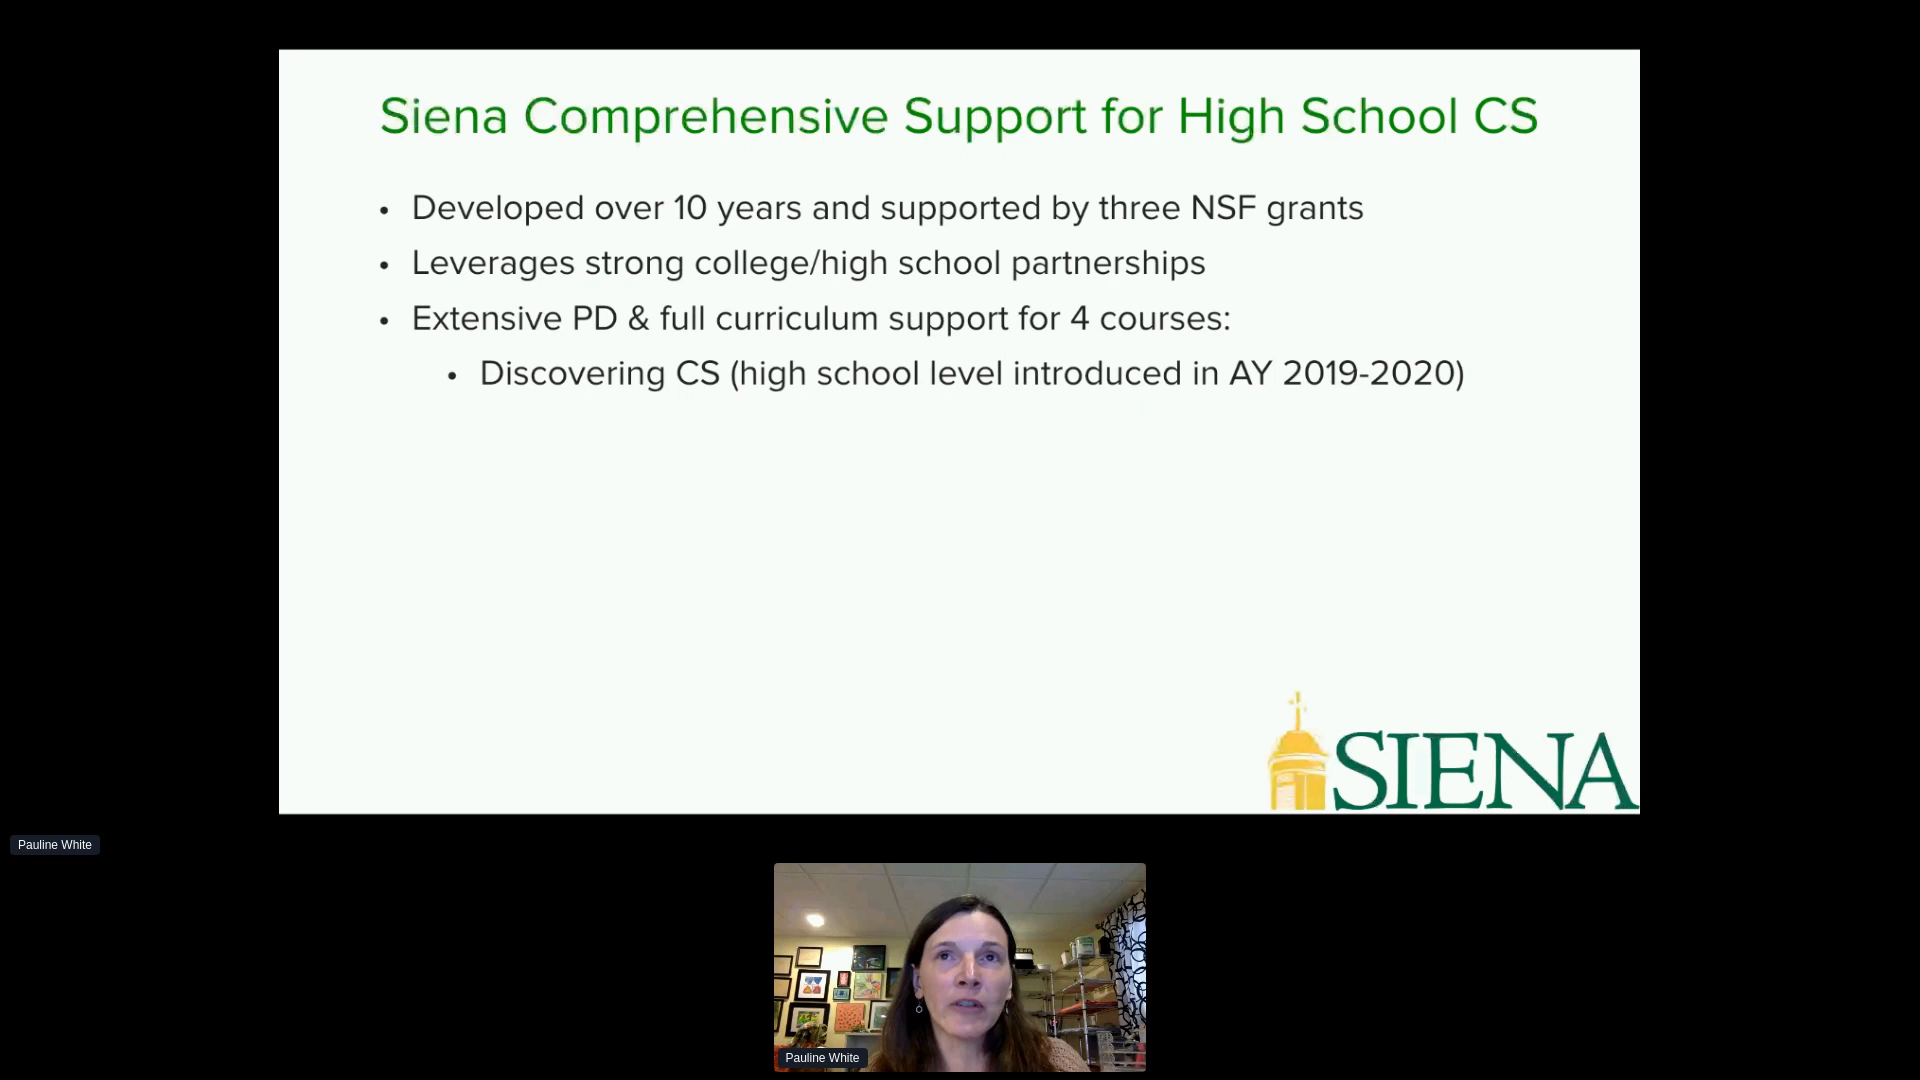 Siena Comprehensive Support for High School CS
• Developed over 10 years and supported by three NSF grants
• Leverages strong college/high school partnerships
• Extensive PD & full curriculum support for 4 courses:
• Discovering CS (high school level introduced in AY 2019-2020)
SIENA
Pauline White
Pauline White